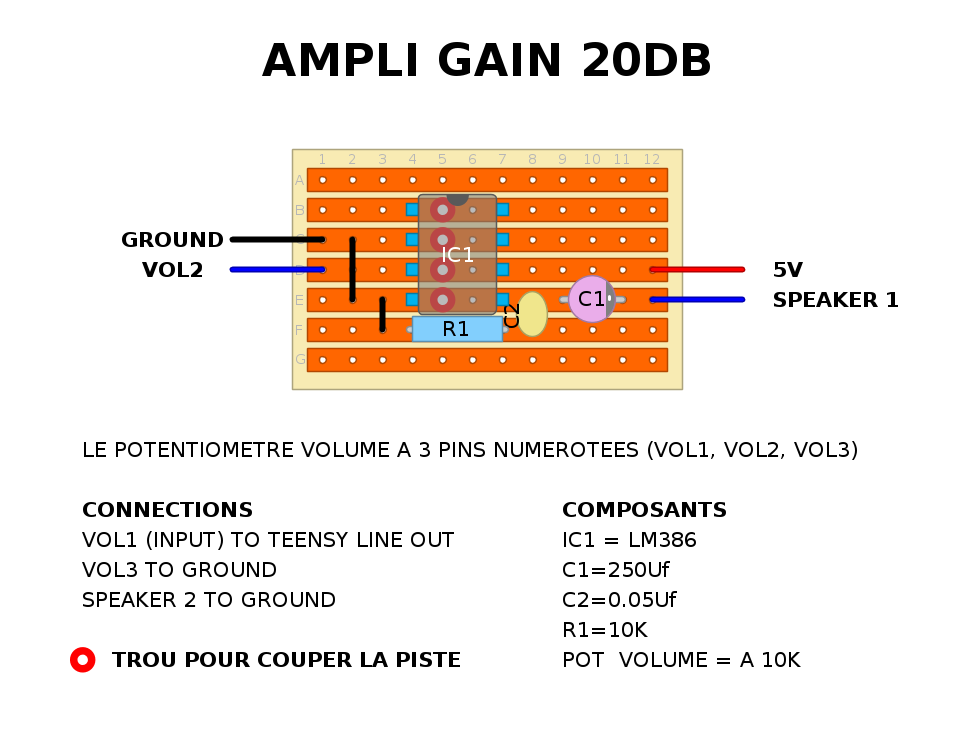 AMPLI GAIN 20DB
1 2 3 4 5 6 7 8 9 10 11 12
A
B
C
GROUND
IC1
VOL2
D
5V
E
C1
SPEAKER 1
C2
F
R1
G
LE POTENTIOMETRE VOLUME A 3 PINS NUMEROTEES (VOL1, VOL2, VOL3)
CONNECTIONS
VOL1 (INPUT) TO TEENSY LINE OUT
VOL3 TO GROUND
SPEAKER 2 TO GROUND
TROU POUR COUPER LA PISTE
COMPOSANTS
IC1 = LM386
C1=250Uf
C2=0.05Uf
R1=10K
POT VOLUME = A 10K